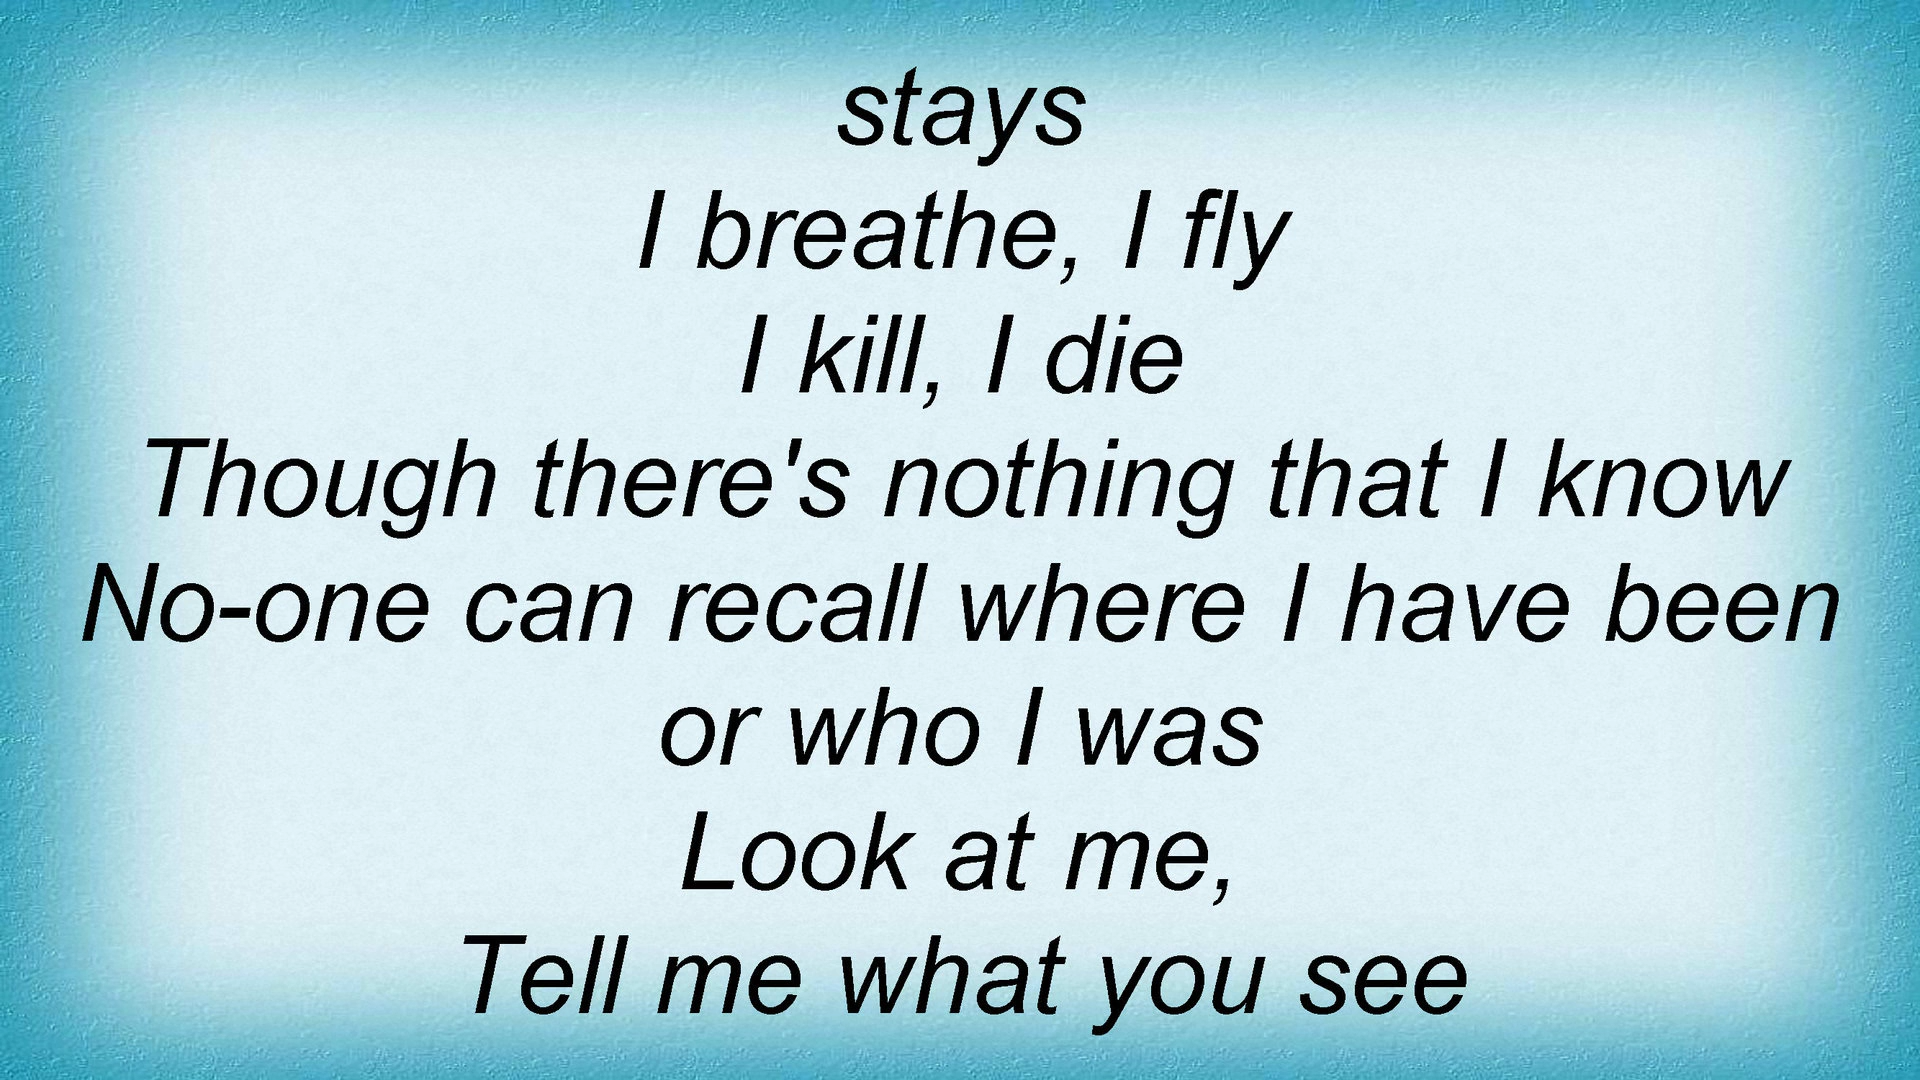 stays
I breathe, I fly
I kill, I die
Though there's nothing that I know
No-one can recall where I have been
or who I was
Look at me,
Tell me what you see